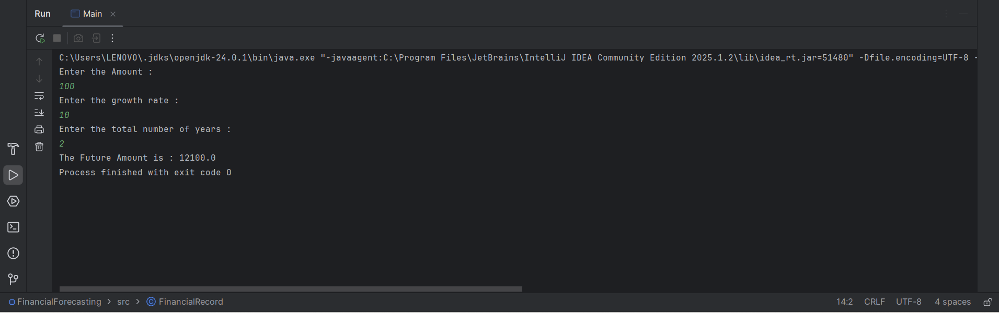 Run Main
C:\Users\LENOVO\.jdks\openjdk-24.0.1\bin\java.exe "-javaagent:C:\Program Files\JetBrains\IntelliJ IDEA Community Edition 2025.1.2\lib\idea_rt.jar=51480" -Dfile.encoding=UTF-8 -
Enter the Amount :
100
Enter the growth rate :
10
Enter the total number of years :
2
The Future Amount is : 12100.0
Process finished with exit code 0
FinancialForecasting > src > FinancialRecord 14:2 CRLF UTF-8 4 spaces